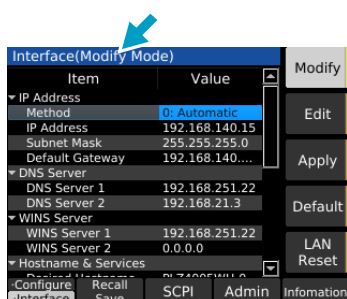 Interface(Modify Mode)
Item Value
IP Address
Method 0: Automatic
IP Address 192.168.140.15
Subnet Mask 255.255.255.0
Default Gateway 192.168.140....
DNS Server
DNS Server 1 192.168.251.22
DNS Server 2 192.168.21.3
WINS Server
WINS Server 1 192.168.251.22
WINS Server 2 0.0.0.0
Hostname & Services
Desired Hostname
Modify
Edit
Apply
Default
LAN
Reset
Configure
Interface
Recall
Save
SCPI
Admin
Infomation